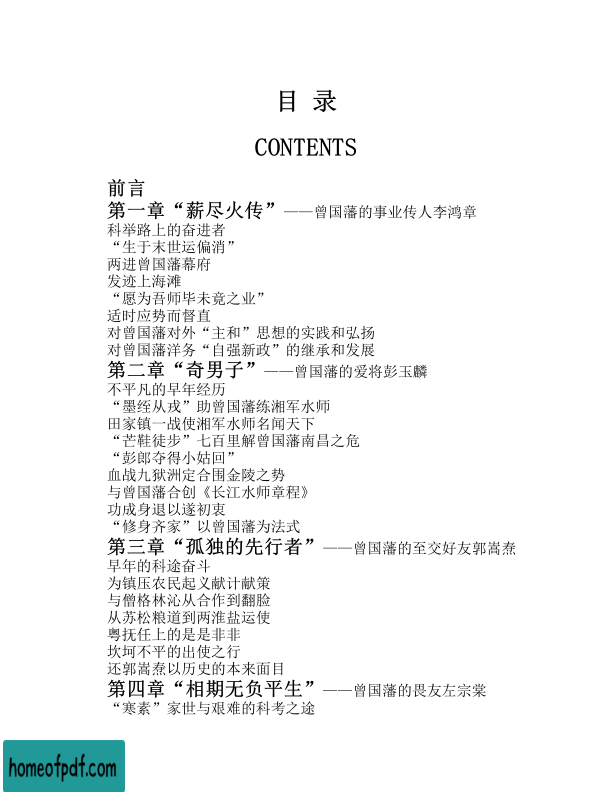 目 录
CONTENTS
前言
第一章“薪尽火传”——曾国藩的事业传人李鸿章
科举路上的奋进者
“生于末世运偏消”
两进曾国藩幕府
发迹上海滩
“愿为吾师毕未竟之业”
适时应势而督直
对曾国藩对外“主和”思想的实践和弘扬
对曾国藩洋务“自强新政”的继承和发展
第二章“奇男子”——曾国藩的爱将彭玉麟
不平凡的早年经历
“墨绖从戎”助曾国藩练湘军水师
田家镇一战使湘军水师名闻天下
“芒鞋徒步”七百里解曾国藩南昌之危
“彭郎夺得小姑回”
血战九狱洲定合围金陵之势
与曾国藩合创《长江水师章程》
功成身退以遂初衷
“修身齐家”以曾国藩为法式
第三章“孤独的先行者”——曾国藩的至交好友郭嵩焘
早年的科途奋斗
为镇压农民起义献计献策
与僧格林沁从合作到翻脸
从苏松粮道到两淮盐运使
粤抚任上的是是非非
坎坷不平的出使之行
还郭嵩焘以历史的本来面目
第四章“相期无负平生”——曾国藩的畏友左宗棠
“寒素”家世与艰难的科考之途
homeofpdf.com